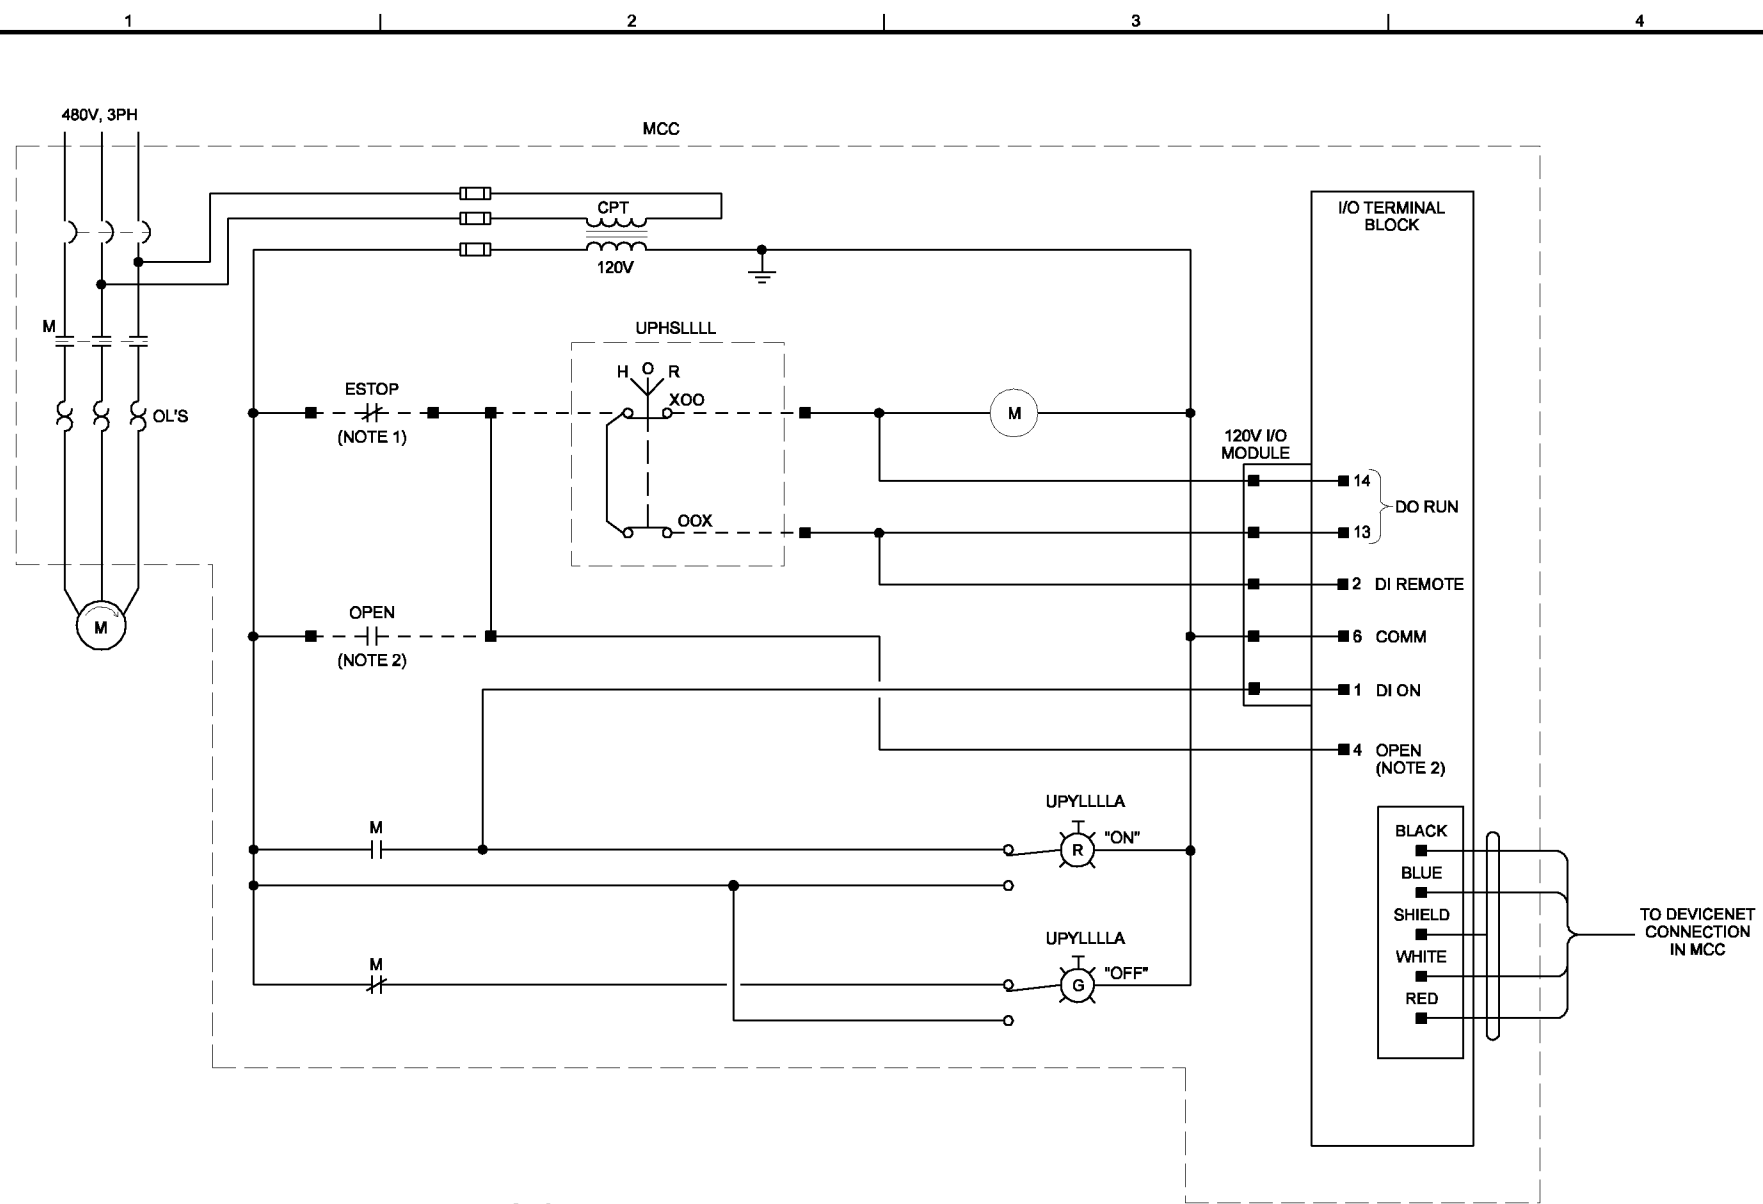 1 2 3 4
480V, 3PH
MCC
CPT
120V
I/O TERMINAL
BLOCK
M
UPHSLLLL
H O R
XOO
ESTOP
(NOTE 1)
OL'S
M
120V I/O
MODULE
14
DO RUN
OOX
13
2 DI REMOTE
OPEN
(NOTE 2)
M
6 COMM
1 DI ON
4 OPEN
(NOTE 2)
UPYLLLLA
M
R
"ON"
BLACK
BLUE
SHIELD
WHITE
RED
TO DEVICENET
CONNECTION
IN MCC
UPYLLLLA
M
G
"OFF"